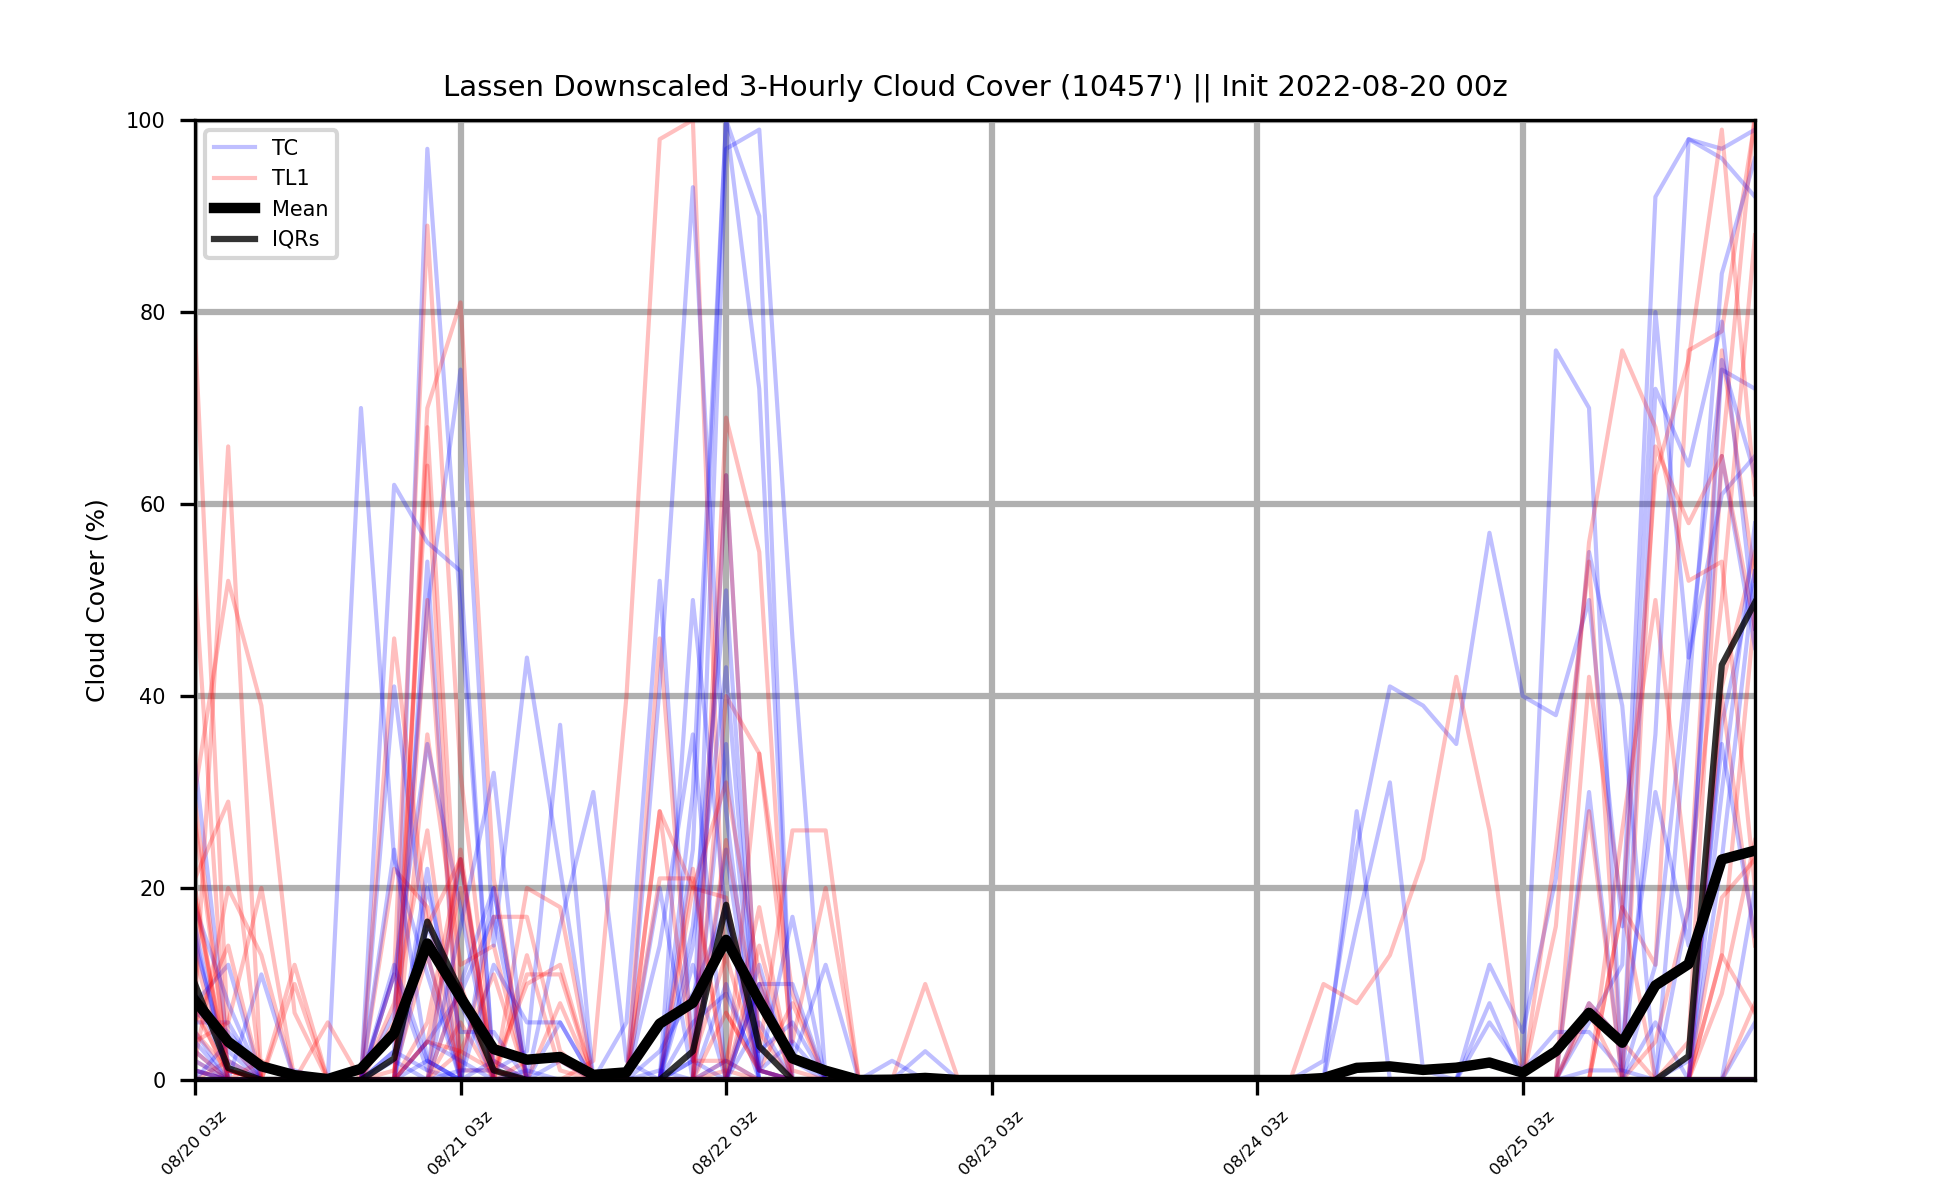 Lassen Downscaled 3-Hourly Cloud Cover (10457') || Init 2022-08-20 00z
TC
TL1
Mean
IQRs
Cloud Cover (%)
100
80
60
40
20
0
08/20 03z
08/21 03z
08/22 03z
08/23 03z
08/24 03z
08/25 03z